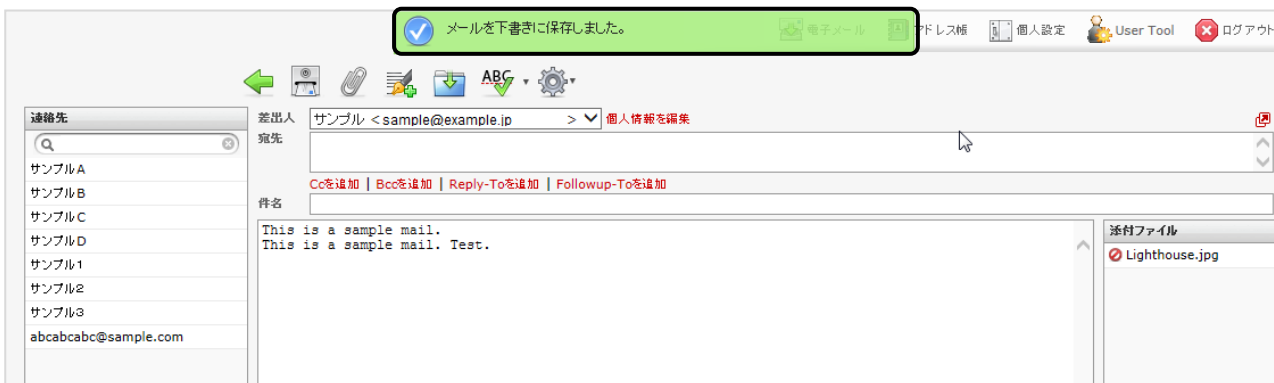 メールを下書きに保存しました。
電子メール
アドレス帳
個人設定
User Tool
ログアウト
ABC
連絡先
サンプルA
サンプルB
サンプルC
サンプルD
サンプル1
サンプル2
サンプル3
abcabcabc@sample.com
差出人 サンプル <sample@example.jp > 個人情報を編集
宛先
Ccを追加 | Bccを追加 | Reply-Toを追加 | Followup-Toを追加
件名
This is a sample mail.
This is a sample mail. Test.
添付ファイル
Lighthouse.jpg